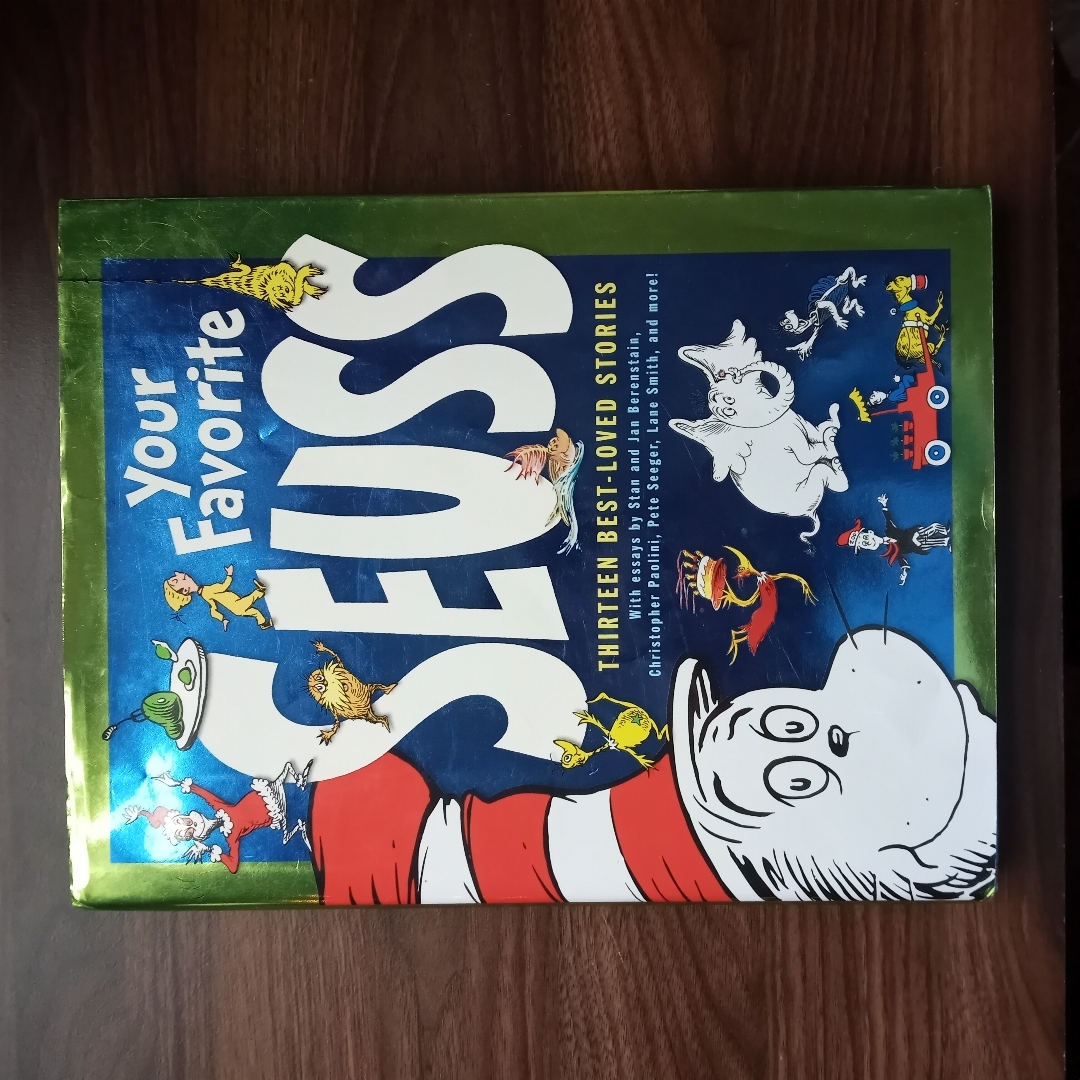 Your
Favorite
SEUSS
THIRTEEN BEST-LOVED STORIES
With essays by Stan and Jan Berenstain,
Christopher Paolini, Pete Seeger, Lane Smith, and more!